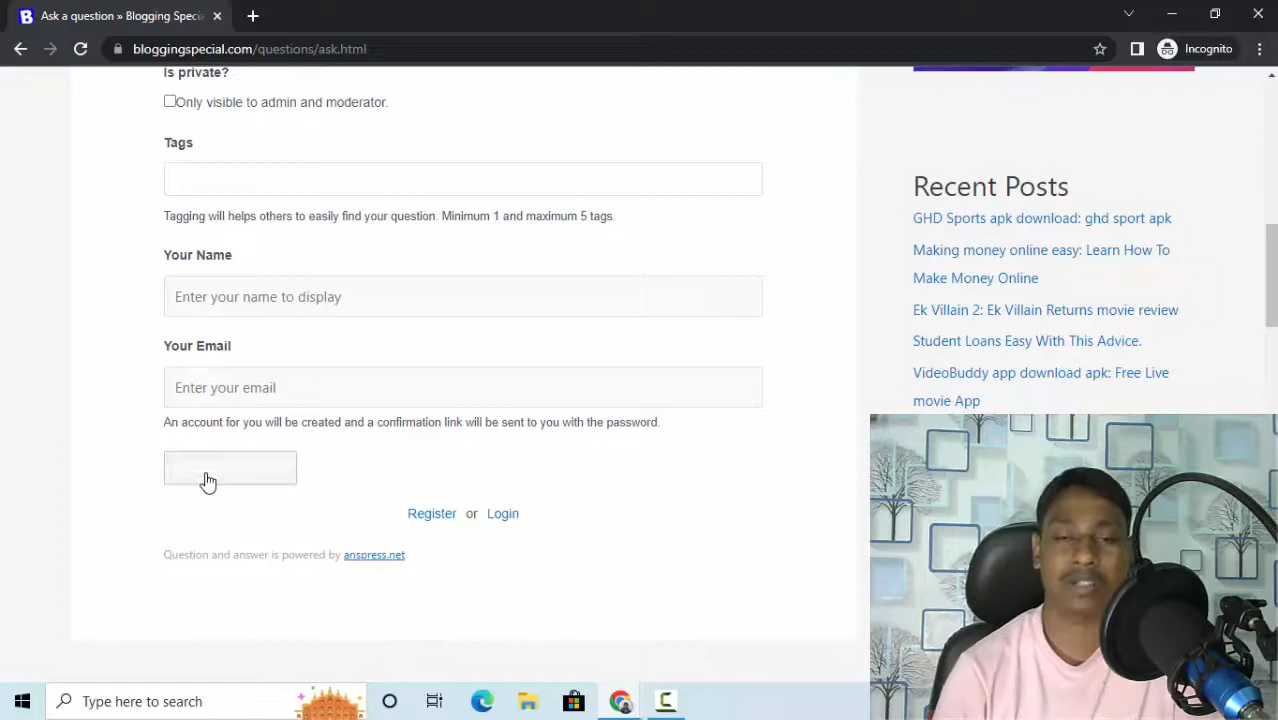 Ask a question » Blogging Special
bloggingspecial.com/questions/ask.html
Incognito
Is private?
Only visible to admin and moderator.
Tags
Tagging will helps others to easily find your question. Minimum 1 and maximum 5 tags.
Your Name
Enter your name to display
Your Email
Enter your email
An account for you will be created and a confirmation link will be sent to you with the password.
Register or Login
Question and answer is powered by anspress.net
Recent Posts
GHD Sports apk download: ghd sport apk
Making money online easy: Learn How To
Make Money Online
Ek Villain 2: Ek Villain Returns movie review
Student Loans Easy With This Advice.
VideoBuddy app download apk: Free Live
movie App
Type here to search